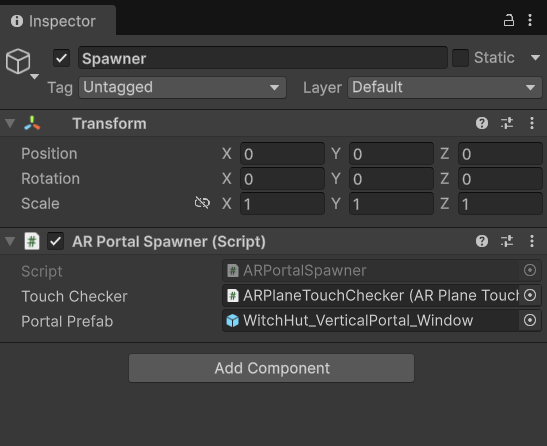 Inspector
Spawner Static
Tag Untagged Layer Default
Transform
Position X 0 Y 0 Z 0
Rotation X 0 Y 0 Z 0
Scale X 1 Y 1 Z 1
# AR Portal Spawner (Script)
Script # ARPortalSpawner
Touch Checker # ARPlaneTouchChecker (AR Plane Touch
Portal Prefab WitchHut_VerticalPortal_Window
Add Component